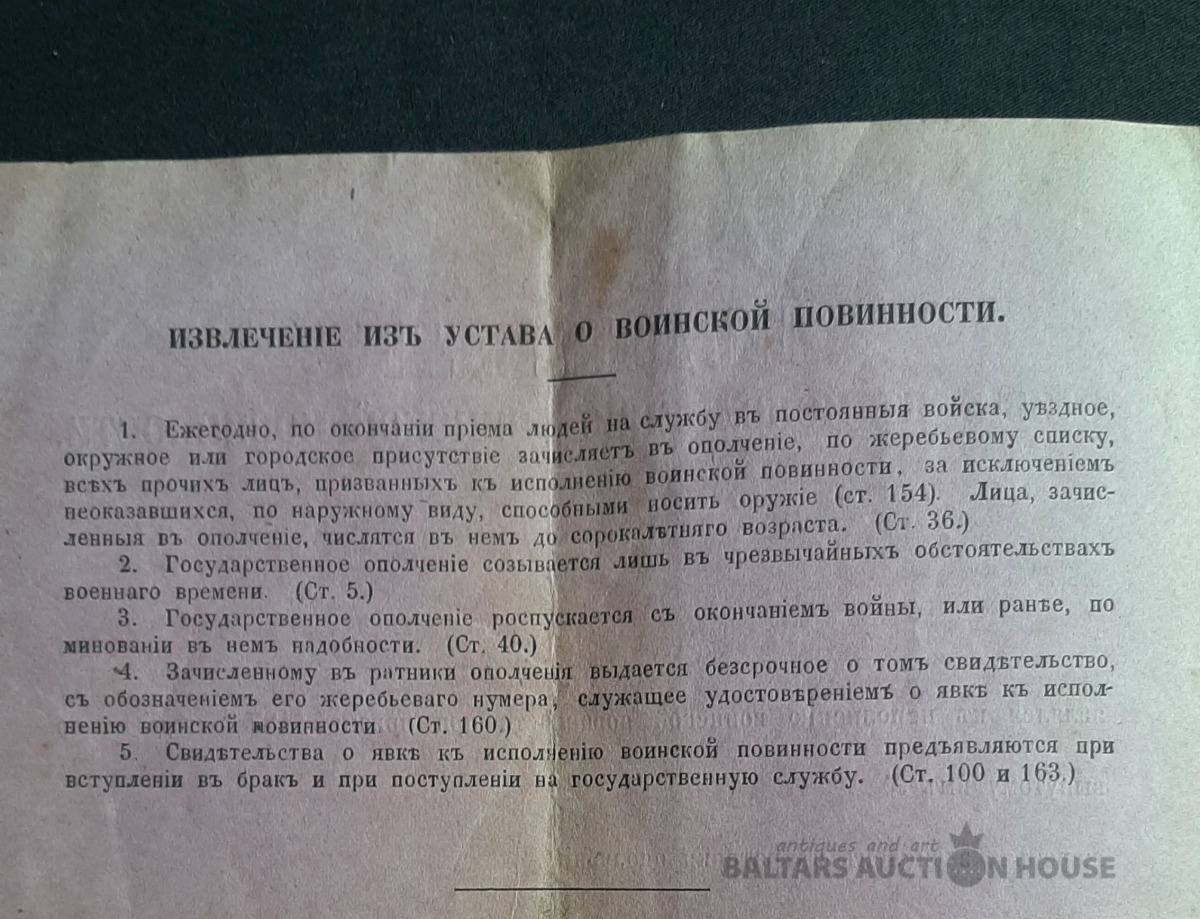 ИЗВЛЕЧЕНІЕ ИЗЪ УСТАВА О ВОИНСКОЙ ПОВИННОСТИ.
1. Ежегодно, по окончаніи пріема людей на службу въ постоянныя войска, уѣздное,
окружное или городское присутствіе зачисляетъ въ ополченіе, по жеребьевому списку,
всѣхъ прочихъ лицъ, призванныхъ къ исполненію воинской повинности, за исключеніемъ
неоказавшихся, по наружному виду, способными носить оружіе (ст. 154). Лица, зачис-
ленныя въ ополченіе, числятся въ немъ до сорокалѣтняго возраста. (Ст. 36.)
2. Государственное ополченіе созывается лишь въ чрезвычайныхъ обстоятельствахъ
военнаго времени. (Ст. 5.)
3. Государственное ополченіе роспускается съ окончаніемъ войны, или ранѣе, по
минованіи въ немъ надобности. (Ст. 40.)
4. Зачисленному въ ратники ополченія выдается безсрочное о томъ свидѣтельство,
съ обозначеніемъ его жеребьеваго нумера, служащее удостовѣреніемъ о явкѣ къ испол-
ненію воинской мовинности. (Ст. 160.)
5. Свидѣтельства о явкѣ къ исполненію воинской повинности предъявляются при
вступленіи въ бракъ и при поступленіи на государственную службу. (Ст. 100 и 163.)
antiques and art
BALTARS AUCTION HOUSE